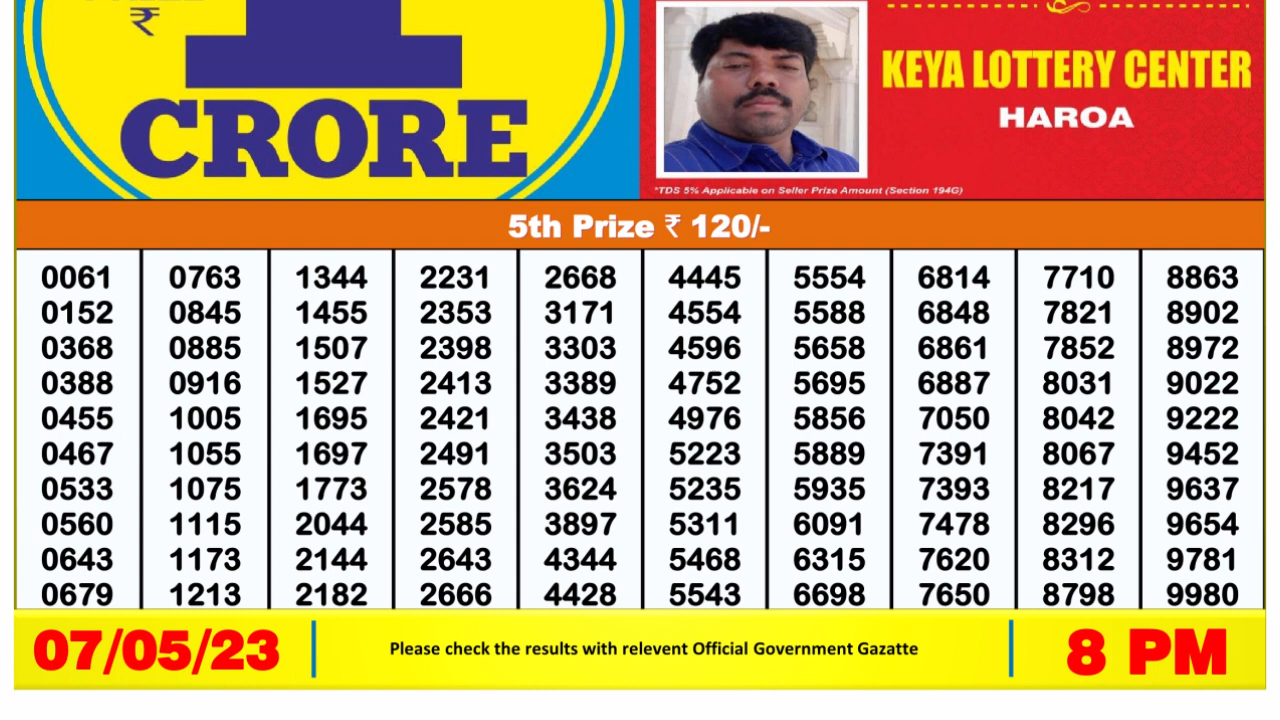 ₹
1
CRORE
KEYA LOTTERY CENTER
HAROA
*TDS 5% Applicable on Seller Prize Amount (Section 194G)
5th Prize ₹ 120/-
0061 0763 1344 2231 2668 4445 5554 6814 7710 8863
0152 0845 1455 2353 3171 4554 5588 6848 7821 8902
0368 0885 1507 2398 3303 4596 5658 6861 7852 8972
0388 0916 1527 2413 3389 4752 5695 6887 8031 9022
0455 1005 1695 2421 3438 4976 5856 7050 8042 9222
0467 1055 1697 2491 3503 5223 5889 7391 8067 9452
0533 1075 1773 2578 3624 5235 5935 7393 8217 9637
0560 1115 2044 2585 3897 5311 6091 7478 8296 9654
0643 1173 2144 2643 4344 5468 6315 7620 8312 9781
0679 1213 2182 2666 4428 5543 6698 7650 8798 9980
07/05/23
Please check the results with relevent Official Government Gazatte
8 PM